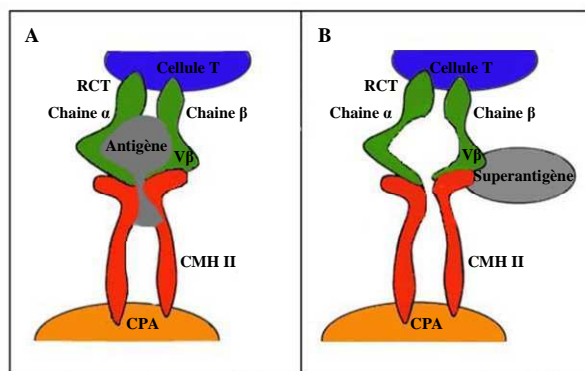 A
Cellule T
RCT
Chaine α
Chaine β
Antigène
Vβ
CMH II
CPA
B
Cellule T
RCT
Chaine α
Chaine β
Vβ
Superantigène
CMH II
CPA